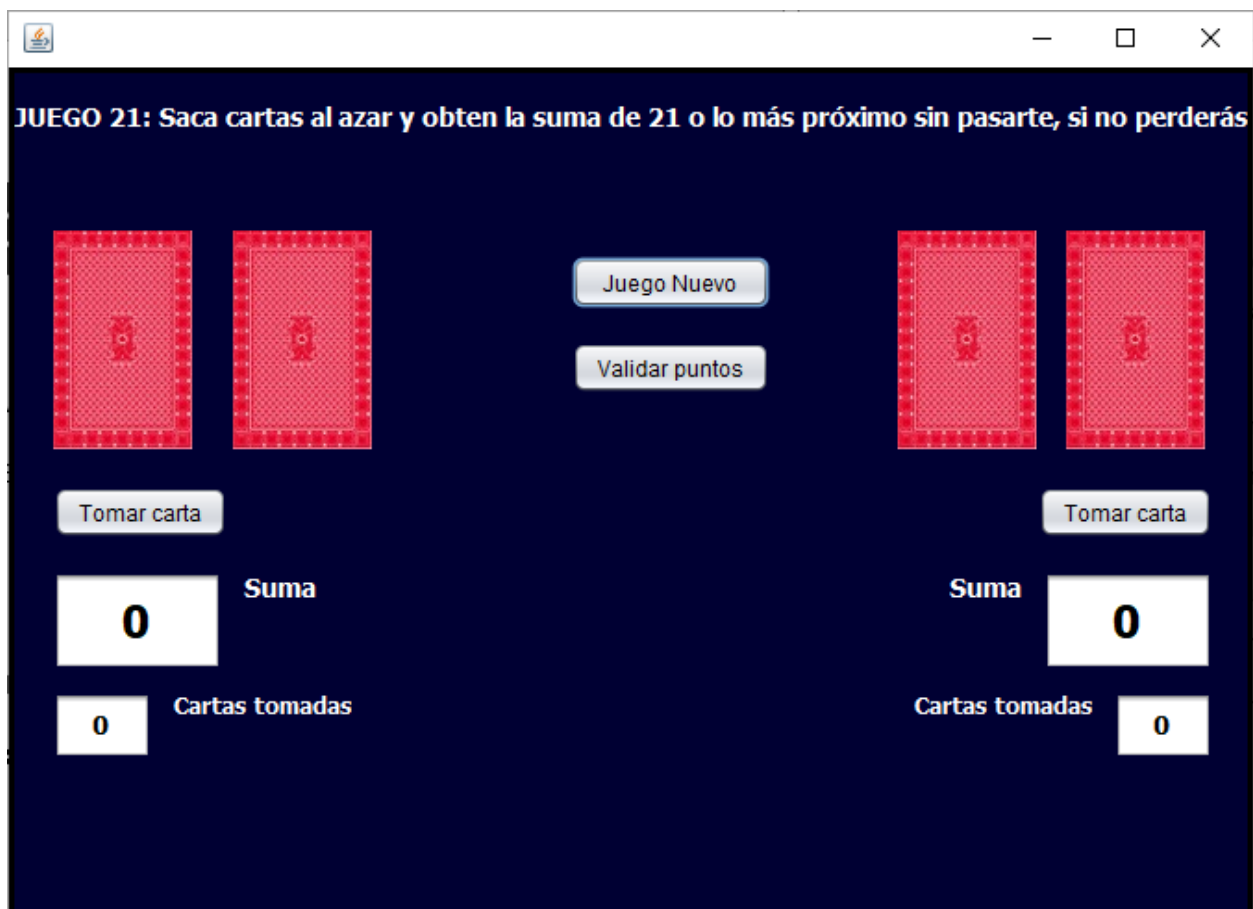 JUEGO 21: Saca cartas al azar y obten la suma de 21 o lo más próximo sin pasarte, si no perderás
Juego Nuevo
Validar puntos
Tomar carta
Tomar carta
0
Suma
Suma
0
0
Cartas tomadas
Cartas tomadas
0